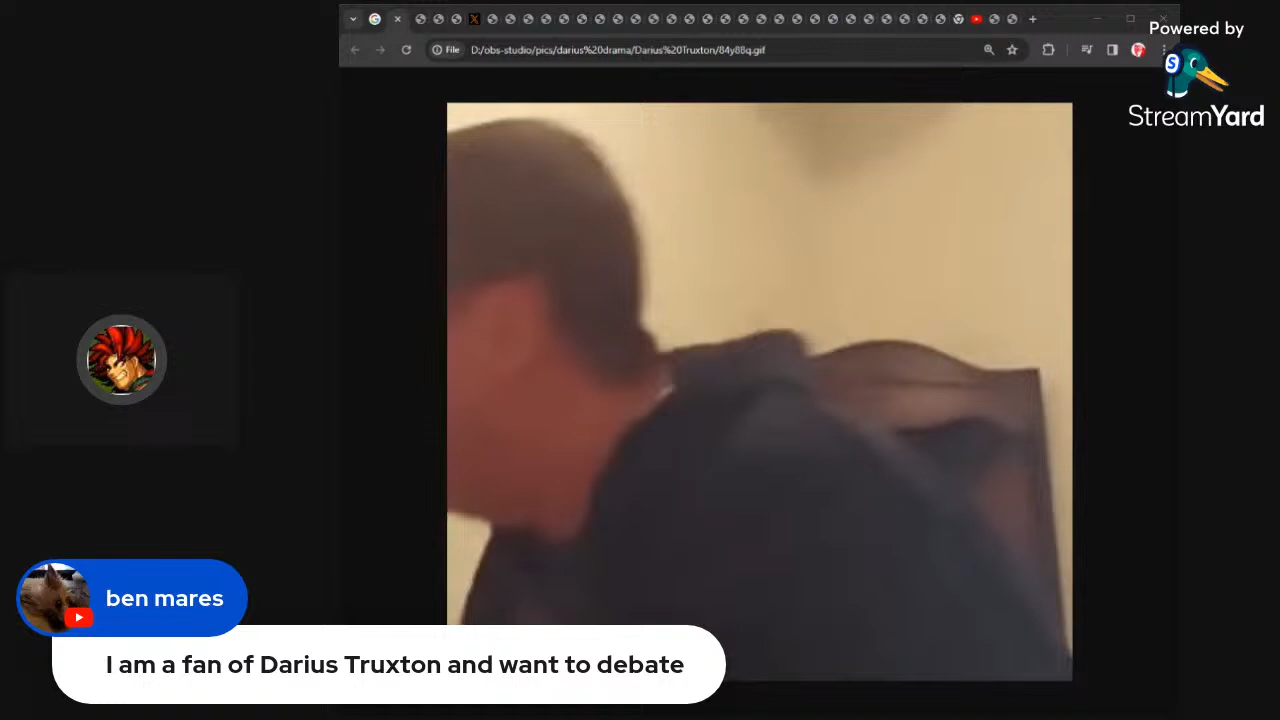 File
D:/obs-studio/pics/darius%20drama/Darius%20Truxton/84y88q.gif
Powered by
StreamYard
ben mares
I am a fan of Darius Truxton and want to debate